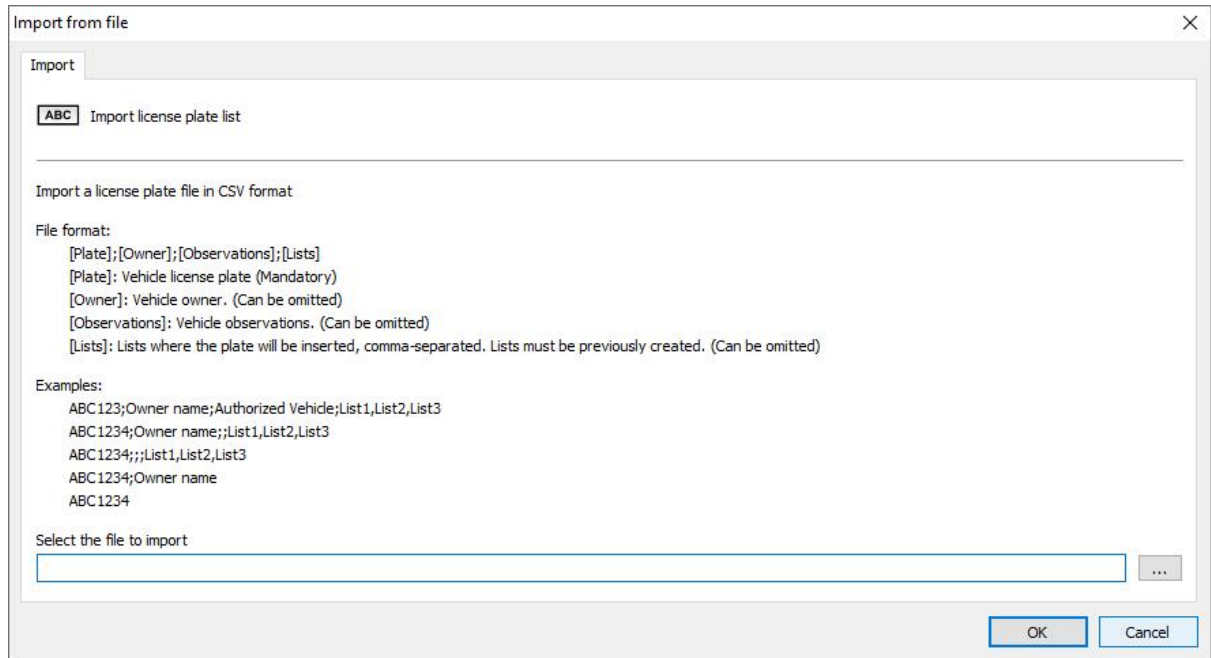 Import from file
Import
ABC Import license plate list
Import a license plate file in CSV format
File format:
[Plate];[Owner];[Observations];[Lists]
[Plate]: Vehicle license plate (Mandatory)
[Owner]: Vehicle owner. (Can be omitted)
[Observations]: Vehicle observations. (Can be omitted)
[Lists]: Lists where the plate will be inserted, comma-separated. Lists must be previously created. (Can be omitted)
Examples:
ABC123;Owner name;Authorized Vehicle;List1,List2,List3
ABC1234;Owner name;;List1,List2,List3
ABC1234;;;List1,List2,List3
ABC1234;Owner name
ABC1234
Select the file to import
...
OK Cancel